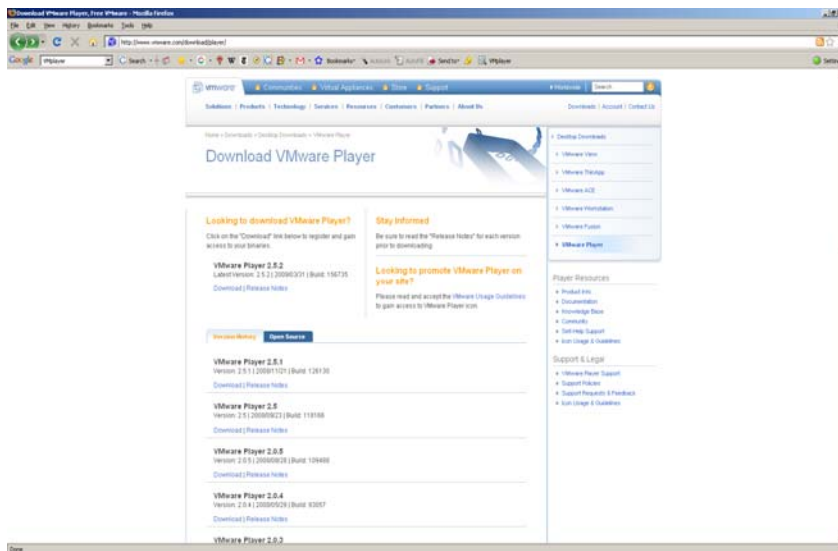 Download VMware Player, Free VMware - Mozilla Firefox
File Edit View History Bookmarks Tools Help
http://www.vmware.com/download/player/
Google VMplayer Search Bookmarks Send to VMplayer Settings
vmware Communities Virtual Appliances Store Support Search
Solutions | Products | Technology | Services | Resources | Customers | Partners | About Us Downloads | Account | Contact Us
Home > Downloads > Desktop Downloads > VMware Player
Download VMware Player
Desktop Downloads
VMware View
VMware ThinApp
VMware ACE
VMware Workstation
VMware Fusion
VMware Player
Looking to download VMware Player?
Click on the "Download" link below to register and gain
access to your binaries.
VMware Player 2.5.2
Latest Version: 2.5.2 | 2009/03/31 | Build: 156735
Download | Release Notes
Stay Informed
Be sure to read the "Release Notes" for each version
prior to downloading.
Looking to promote VMware Player on
your site?
Please read and accept the VMware Usage Guidelines
to gain access to VMware Player icon.
Player Resources
Product Info
Documentation
Knowledge Base
Community
Self-Help Support
Icon Usage & Guidelines
Support & Legal
VMware Player Support
Support Policies
Support Requests & Feedback
Icon Usage & Guidelines
Version History Open Source
VMware Player 2.5.1
Version: 2.5.1 | 2008/11/21 | Build: 126130
Download | Release Notes
VMware Player 2.5
Version: 2.5 | 2008/09/23 | Build:
Download | Release Notes
VMware Player 2.0.5
Version: 2.0.5 | 2008/08/28 | Build: 109488
Download | Release Notes
VMware Player 2.0.4
Version: 2.0.4 | 2008/05/29 | Build: 93057
Download | Release Notes
VMware Player 2.0.3
Done